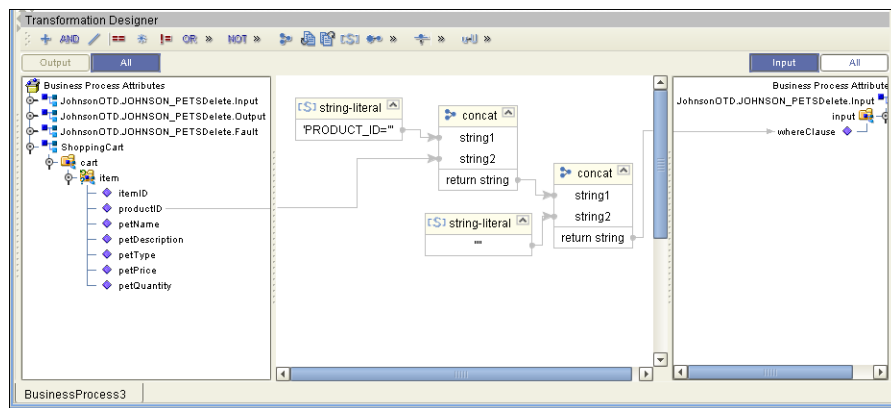 Transformation Designer
AND == != OR » NOT » [S] » » »
Output All Input All
Business Process Attributes
JohnsonOTD.JOHNSON_PETSDelete.Input
JohnsonOTD.JOHNSON_PETSDelete.Output
JohnsonOTD.JOHNSON_PETSDelete.Fault
ShoppingCart
cart
item
itemID
productID
petName
petDescription
petType
petPrice
petQuantity
[S] string-literal
'PRODUCT_ID='"
concat
string1
string2
return string
[S] string-literal
'"'
concat
string1
string2
return string
Business Process Attribute
JohnsonOTD.JOHNSON_PETSDelete.Input
input
whereClause
BusinessProcess3